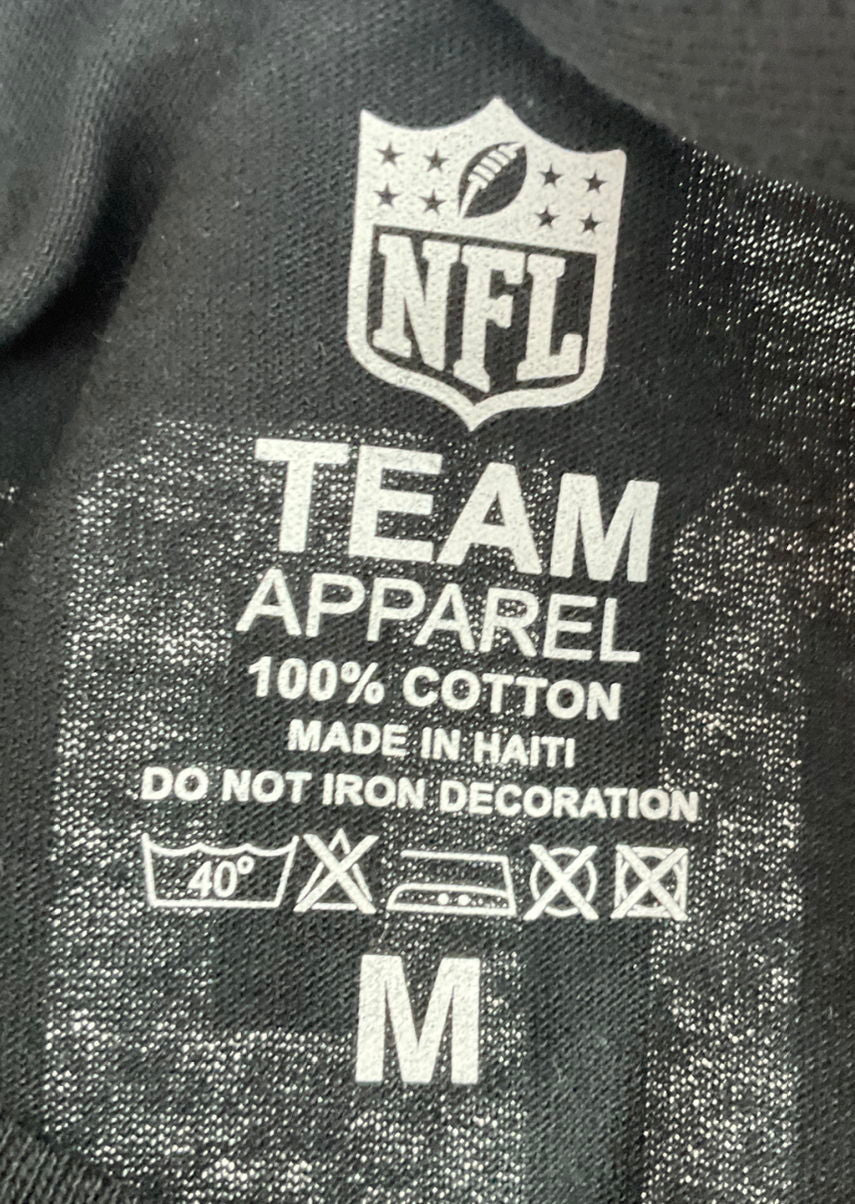 NFL
TEAM
APPAREL
100% COTTON
MADE IN HAITI
DO NOT IRON DECORATION
40°
M